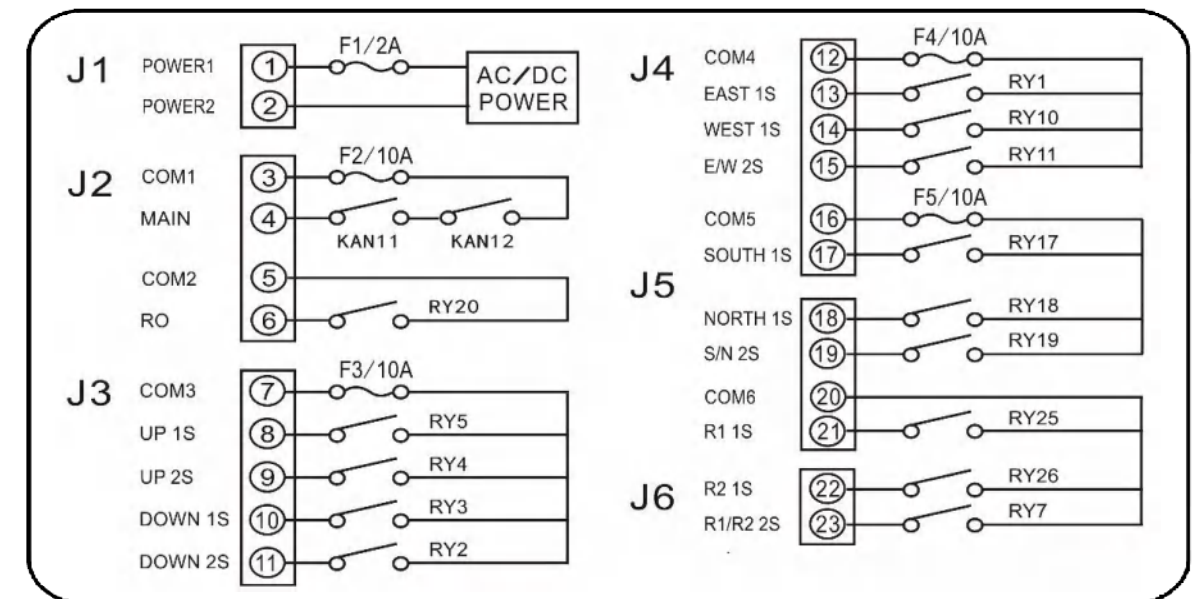 J1
F1/2A
POWER1 1
AC/DC
POWER
POWER2 2
J2
F2/10A
COM1 3
MAIN 4
KAN11 KAN12
COM2 5
RO 6 RY20
J3
F3/10A
COM3 7
UP 1S 8 RY5
UP 2S 9 RY4
DOWN 1S 10 RY3
DOWN 2S 11 RY2
J4
F4/10A
COM4 12
EAST 1S 13 RY1
WEST 1S 14 RY10
E/W 2S 15 RY11
F5/10A
COM5 16
SOUTH 1S 17 RY17
J5
NORTH 1S 18 RY18
S/N 2S 19 RY19
COM6 20
R1 1S 21 RY25
J6
R2 1S 22 RY26
R1/R2 2S 23 RY7